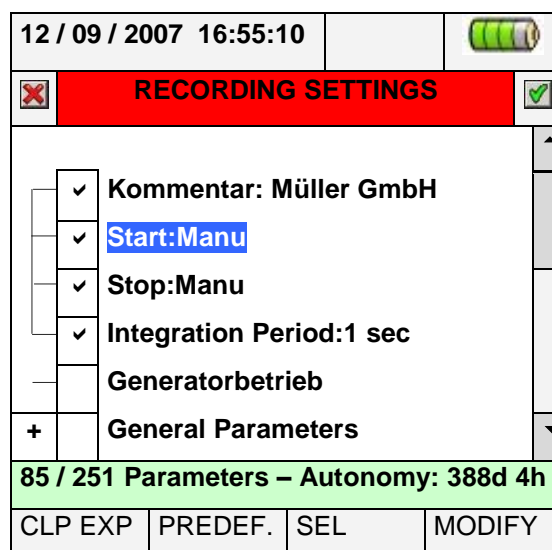 12 / 09 / 2007 16:55:10
RECORDING SETTINGS
Kommentar: Müller GmbH
Start:Manu
Stop:Manu
Integration Period:1 sec
Generatorbetrieb
+ General Parameters
85 / 251 Parameters – Autonomy: 388d 4h
CLP EXP PREDEF. SEL MODIFY